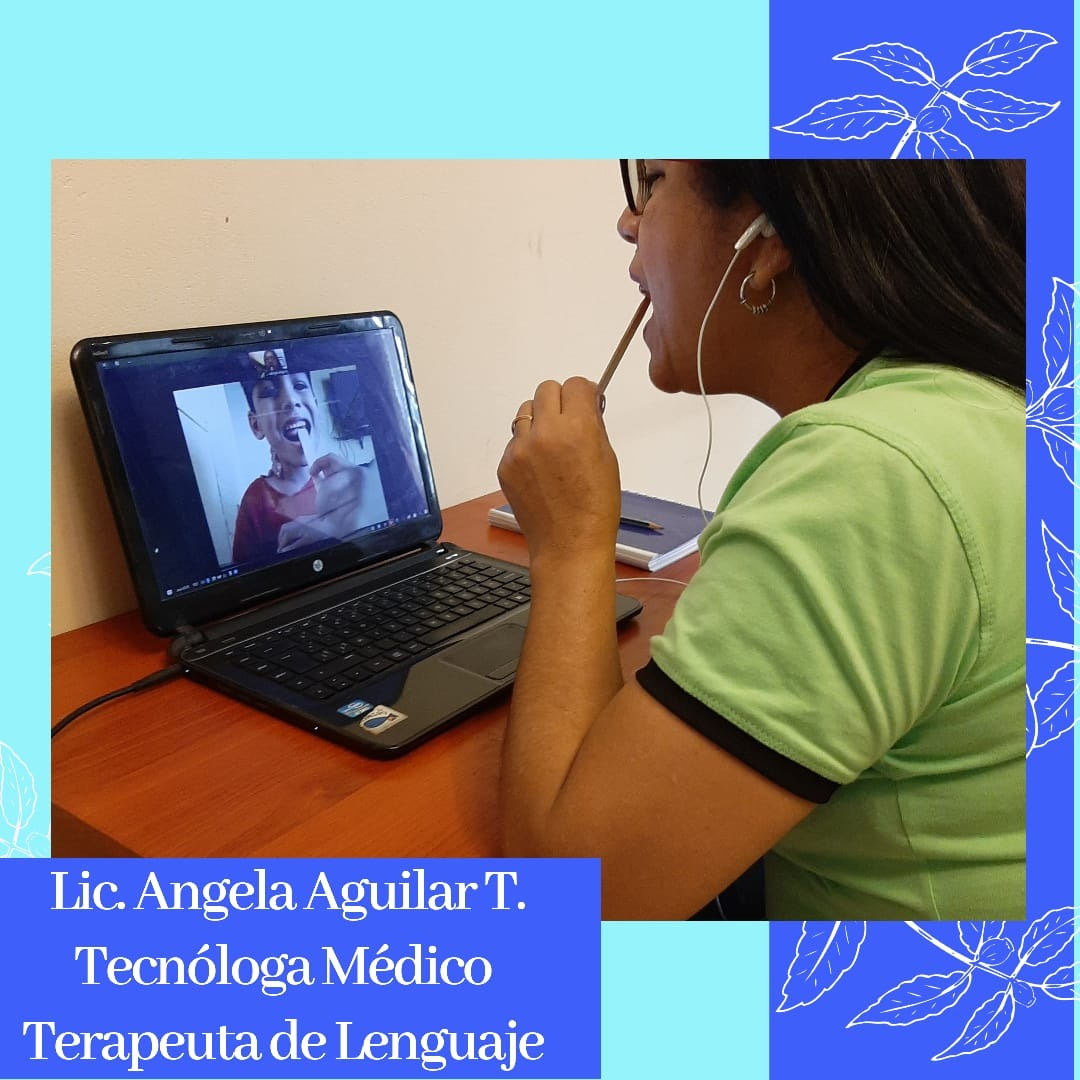 Lic. Angela Aguilar T.
Tecnóloga Médico
Terapeuta de Lenguaje